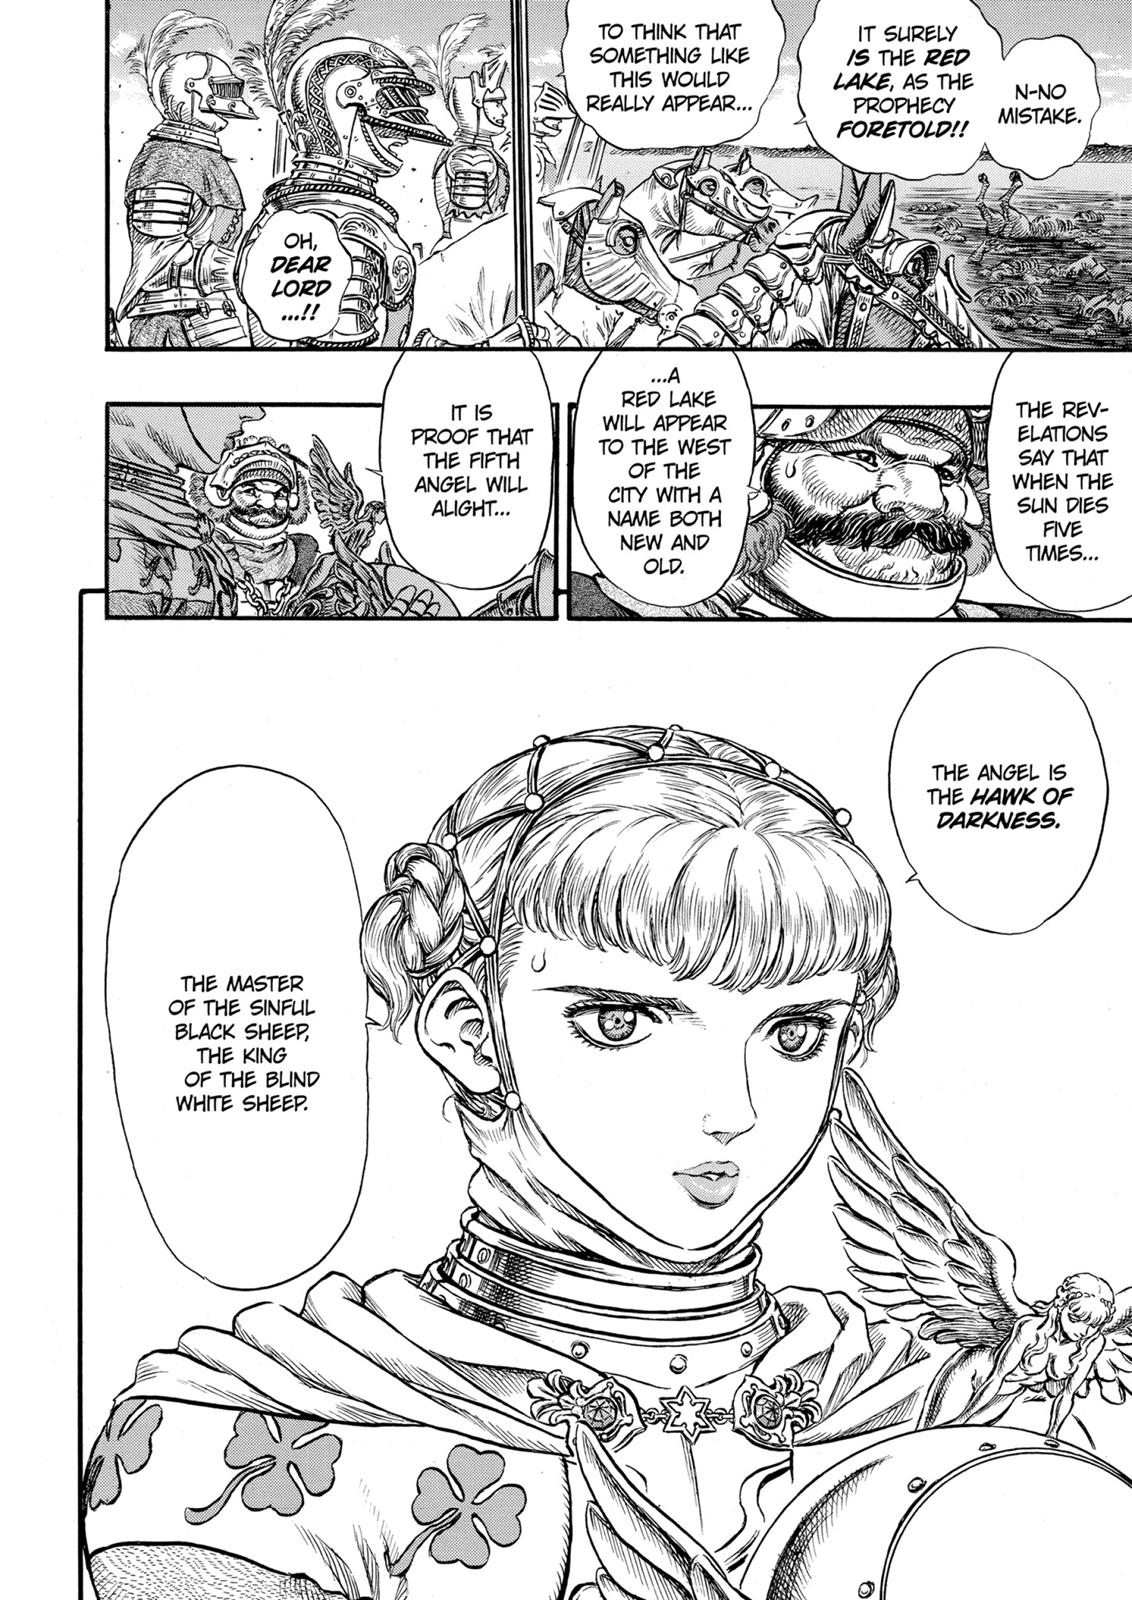 N-NO
MISTAKE.
IT SURELY
IS THE RED
LAKE, AS THE
PROPHECY
FORETOLD!!
TO THINK THAT
SOMETHING LIKE
THIS WOULD
REALLY APPEAR...
OH,
DEAR
LORD
...!!
THE REV-
ELATIONS
SAY THAT
WHEN THE
SUN DIES
FIVE
TIMES...
...A
RED LAKE
WILL APPEAR
TO THE WEST
OF THE
CITY WITH A
NAME BOTH
NEW AND
OLD.
IT IS
PROOF THAT
THE FIFTH
ANGEL WILL
ALIGHT...
THE ANGEL IS
THE HAWK OF
DARKNESS.
THE MASTER
OF THE SINFUL
BLACK SHEEP,
THE KING
OF THE BLIND
WHITE SHEEP.